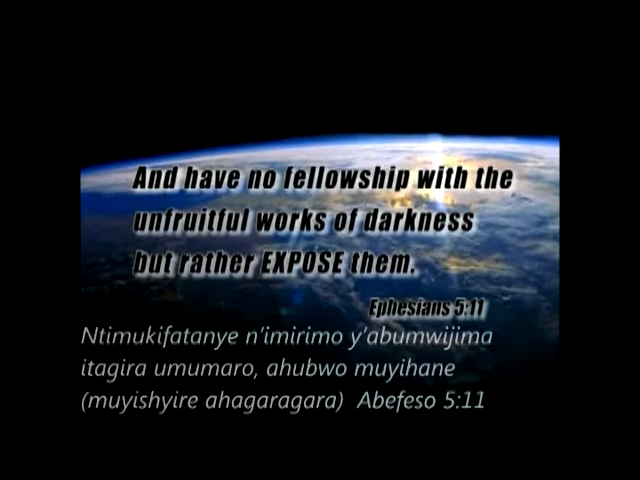 And have no fellowship with the
unfruitful works of darkness
but rather EXPOSE them.
Ephesians 5:11
Ntimukifatanye n'imirimo y'abumwijima
itagira umumaro, ahubwo muyihane
(muyishyire ahagaragara) Abefeso 5:11